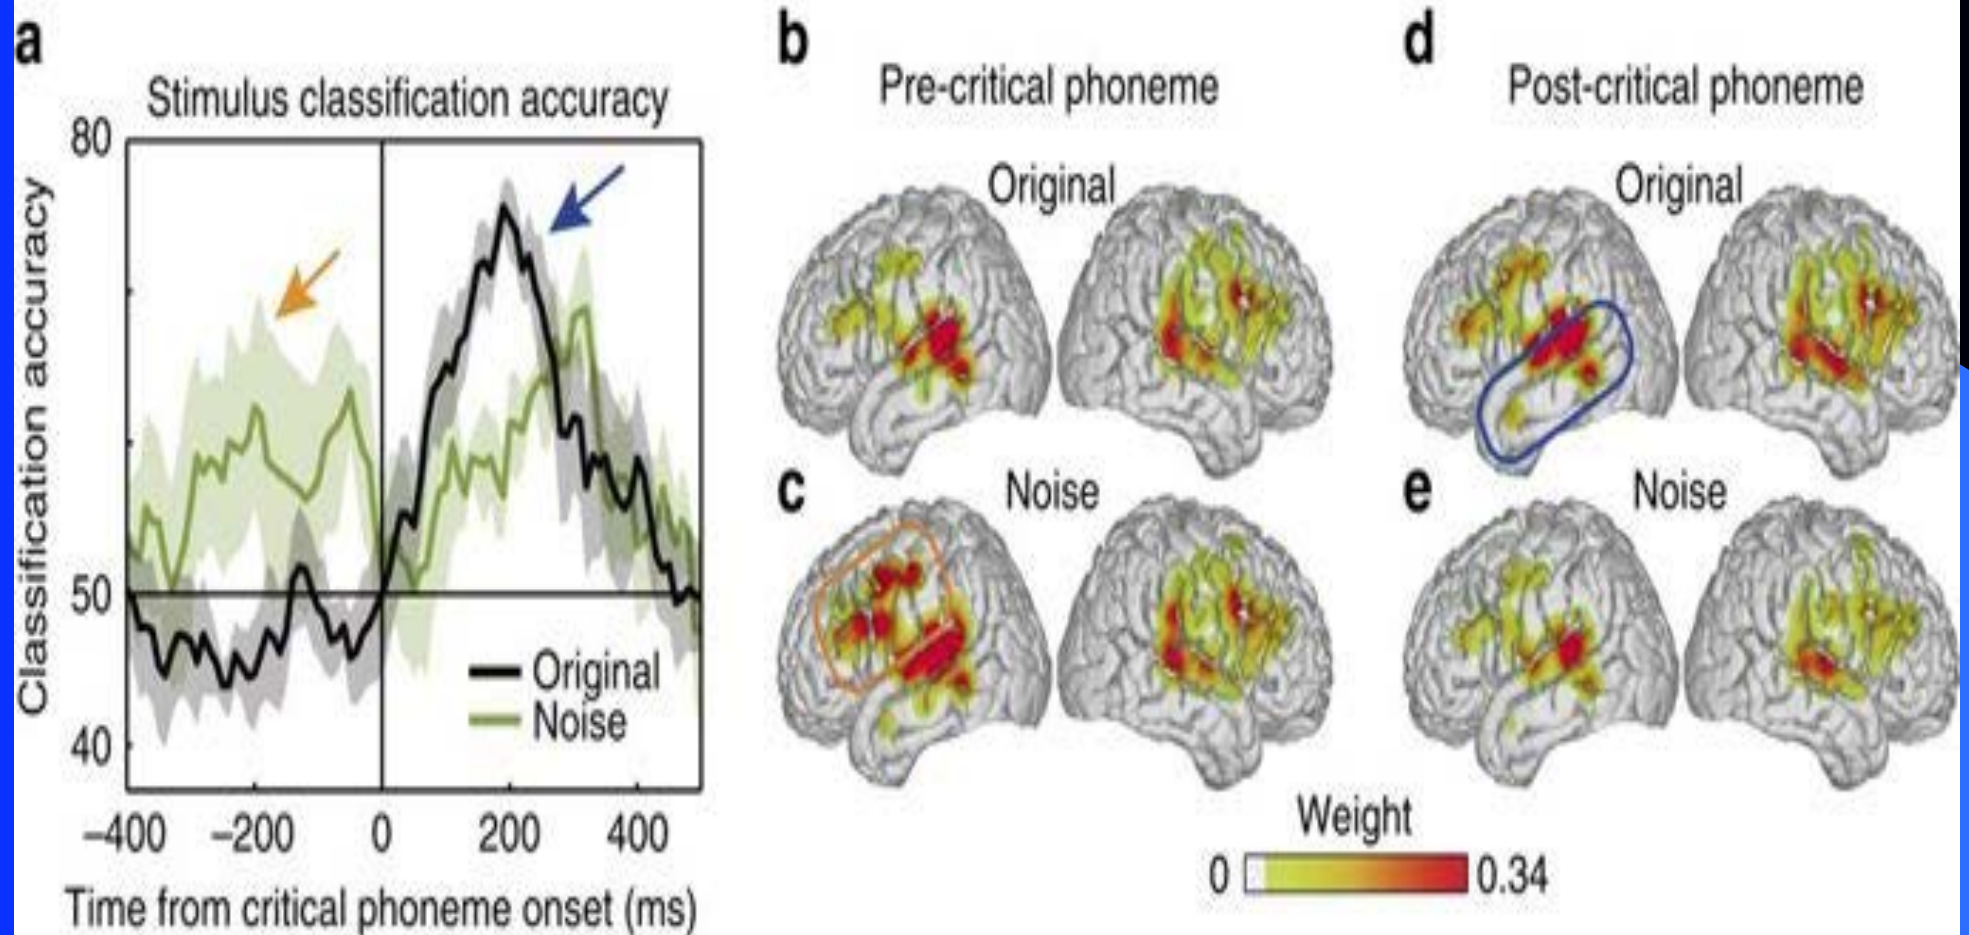 a
Stimulus classification accuracy
Classification accuracy
80
50
40
Original
Noise
–400 –200 0 200 400
Time from critical phoneme onset (ms)
b
Pre-critical phoneme
Original
c
Noise
d
Post-critical phoneme
Original
e
Noise
Weight
0 0.34